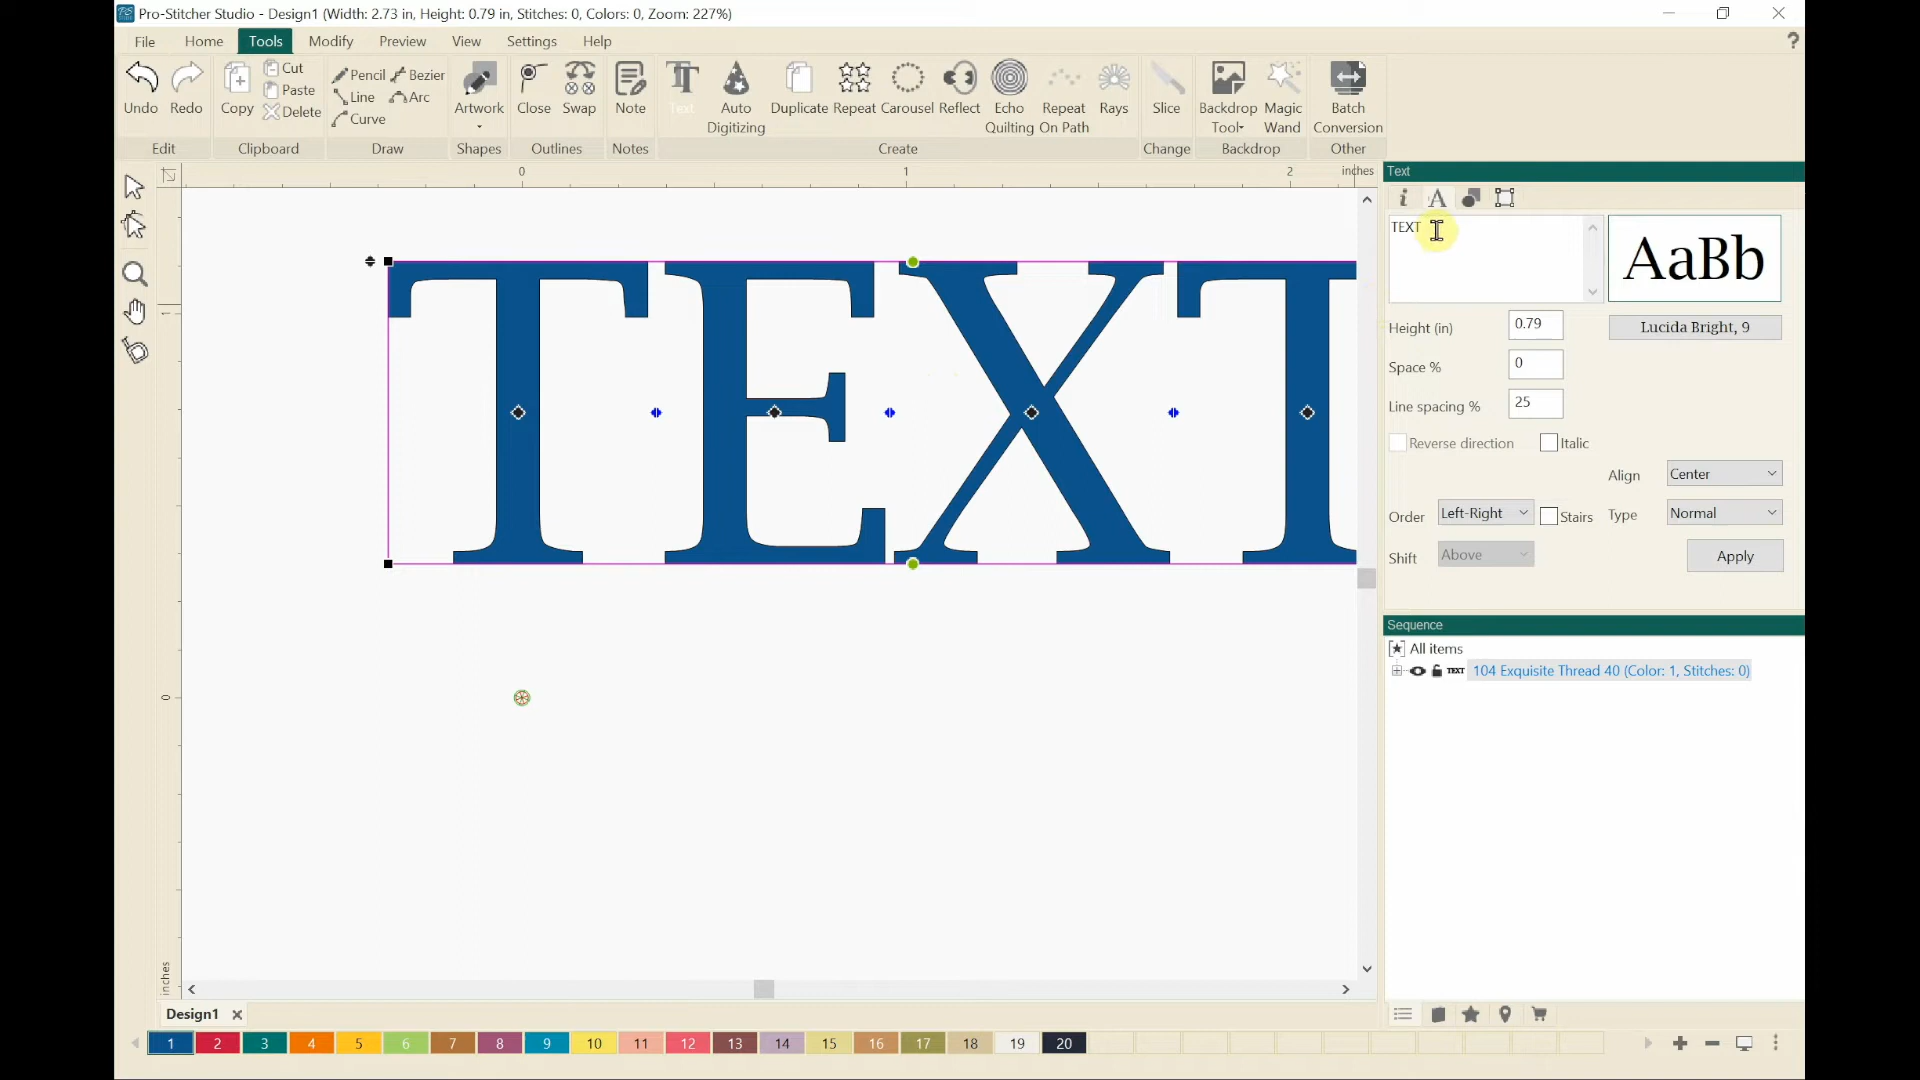 Pro-Stitcher Studio - Design1 (Width: 2.73 in, Height: 0.79 in, Stitches: 0, Colors: 0, Zoom: 227%)
File Home Tools Modify Preview View Settings Help ?
Undo Redo Copy Cut Paste Delete Pencil Bezier Line Arc Curve Artwork Close Swap Note Text Auto Digitizing Duplicate Repeat Carousel Reflect Echo Quilting Repeat On Path Rays Slice Backdrop Tool Magic Wand Batch Conversion
Edit Clipboard Draw Shapes Outlines Notes Create Change Backdrop Other
0 1 2 inches
1
0
inches
TEXT
Text
TEXT
AaBb
Height (in) 0.79 Lucida Bright, 9
Space % 0
Line spacing % 25
Reverse direction Italic
Align Center
Order Left-Right Stairs Type Normal
Shift Above Apply
Sequence
All items
TEXT 104 Exquisite Thread 40 (Color: 1, Stitches: 0)
Design1
1 2 3 4 5 6 7 8 9 10 11 12 13 14 15 16 17 18 19 20